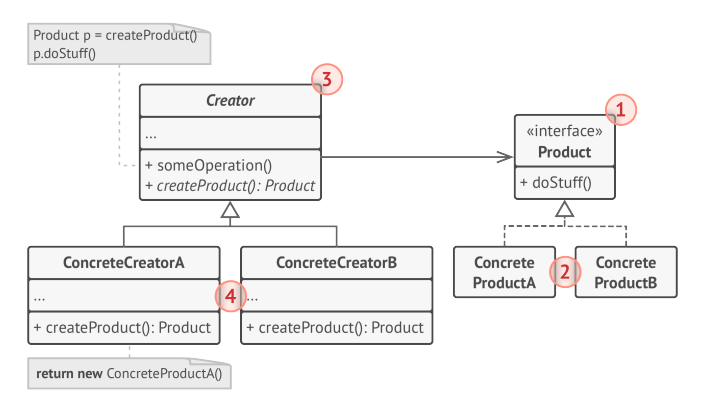 Product p = createProduct()
p.doStuff()
3
Creator
...
+ someOperation()
+ createProduct(): Product
1
«interface»
Product
+ doStuff()
ConcreteCreatorA
...
+ createProduct(): Product
4
ConcreteCreatorB
...
+ createProduct(): Product
Concrete
ProductA
2
Concrete
ProductB
return new ConcreteProductA()